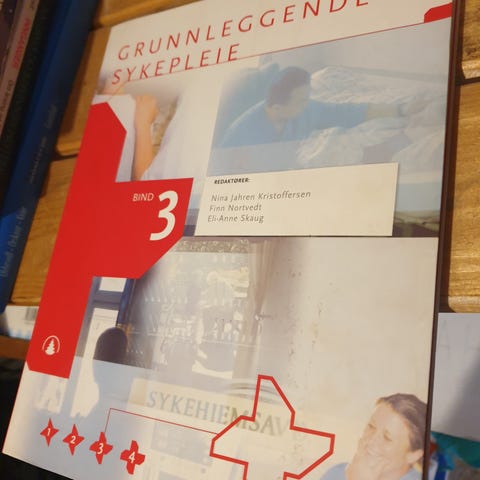 GRUNNLEGGENDE
SYKEPLEIE
BIND 3
REDAKTØRER:
Nina Jahren Kristoffersen
Finn Nortvedt
Eli-Anne Skaug
SYKEHJEMSAV
1 2 3 4